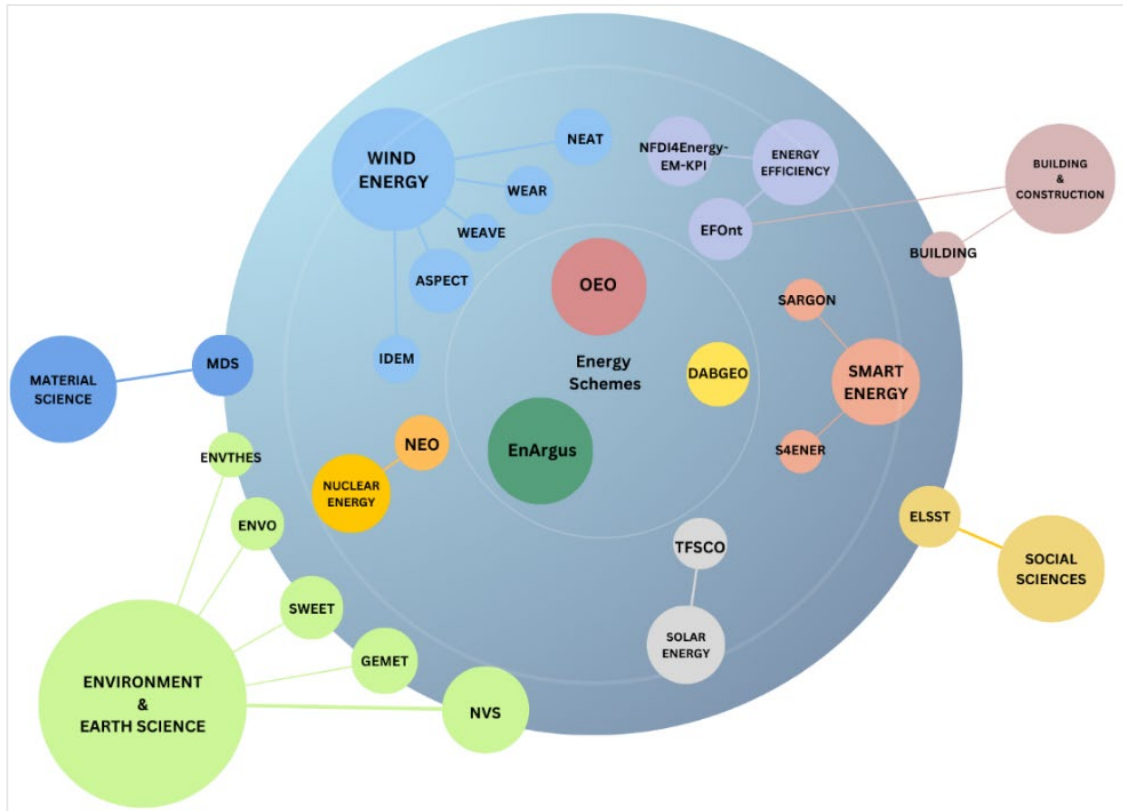 WIND
ENERGY
NEAT
WEAR
WEAVE
ASPECT
IDEM
NFDI4Energy-
EM-KPI
ENERGY
EFFICIENCY
EFOnt
BUILDING
&
CONSTRUCTION
BUILDING
OEO
Energy
Schemes
DABGEO
EnArgus
SARGON
SMART
ENERGY
S4ENER
MATERIAL
SCIENCE
MDS
NEO
NUCLEAR
ENERGY
ENVTHES
ENVO
SWEET
GEMET
NVS
ENVIRONMENT
&
EARTH SCIENCE
TFSCO
SOLAR
ENERGY
ELSST
SOCIAL
SCIENCES